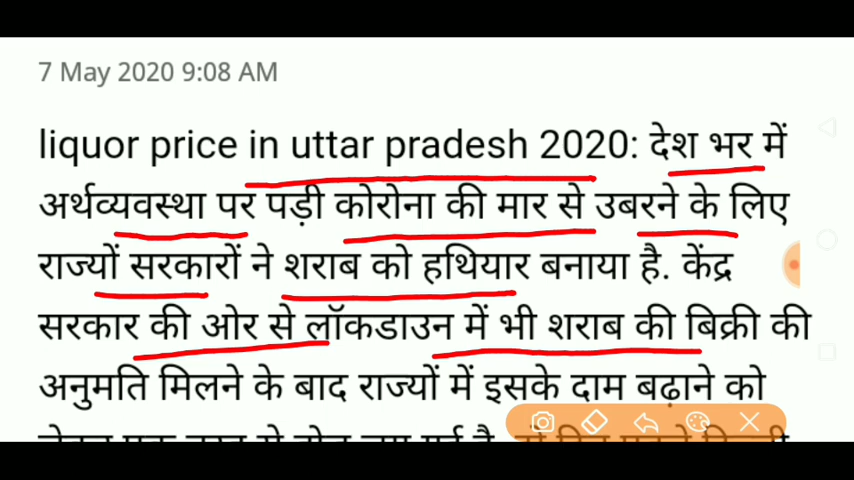 7 May 2020 9:08 AM
liquor price in uttar pradesh 2020: देश भर में
अर्थव्यवस्था पर पड़ी कोरोना की मार से उबरने के लिए
राज्यों सरकारों ने शराब को हथियार बनाया है. केंद्र
सरकार की ओर से लॉकडाउन में भी शराब की बिक्री की
अनुमति मिलने के बाद राज्यों में इसके दाम बढ़ाने को